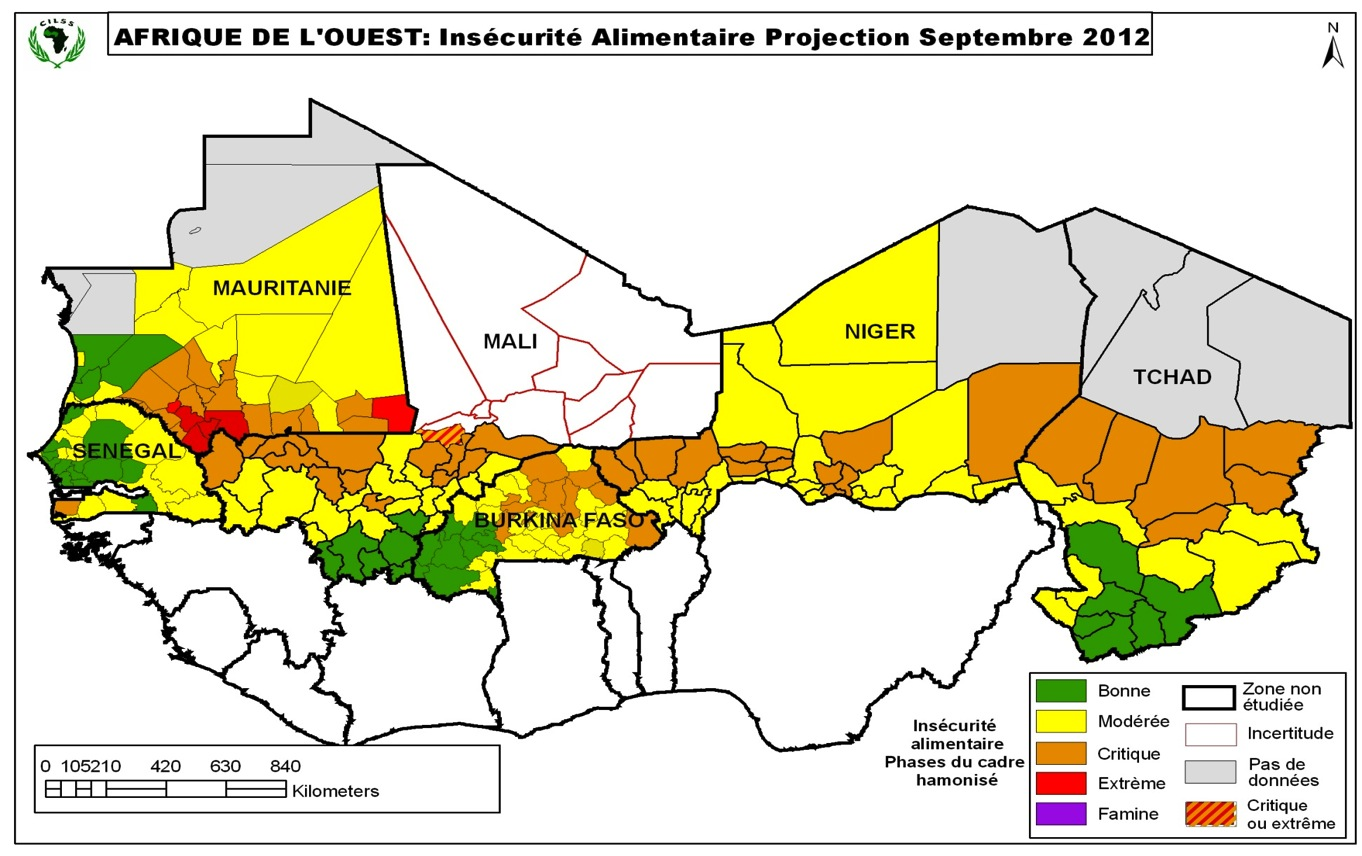 CILSS
AFRIQUE DE L'OUEST: Insécurité Alimentaire Projection Septembre 2012
N
MAURITANIE
MALI
NIGER
TCHAD
SENEGAL
BURKINA FASO
Insécurité
alimentaire
Phases du cadre
hamonisé
Bonne
Modérée
Critique
Extrème
Famine
Zone non
étudiée
Incertitude
Pas de
données
Critique
ou extrême
0 105210 420 630 840
Kilometers